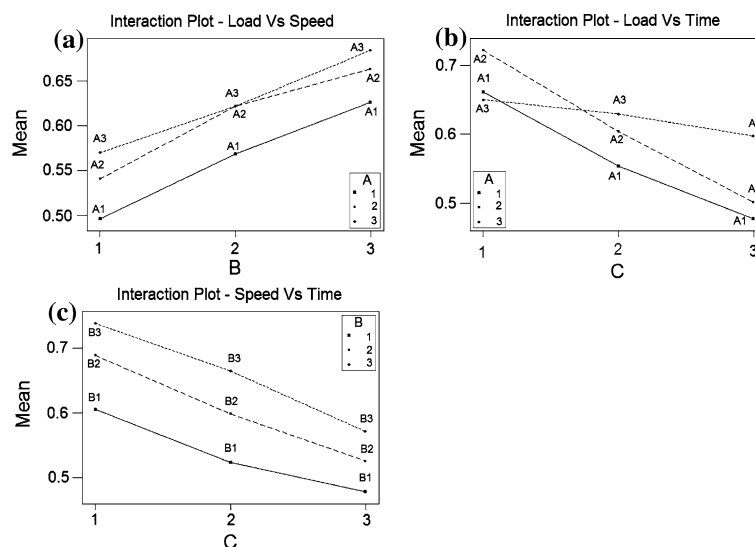 (a)
Interaction Plot - Load Vs Speed
Mean
0.65
0.60
0.55
0.50
A3
A2
A1
A3
A2
A1
A3
A2
A1
A
1
2
3
1 2 3
B
(b)
Interaction Plot - Load Vs Time
Mean
0.7
0.6
0.5
A2
A1
A3
A3
A2
A1
A
A
A1
A
1
2
3
1 2 3
C
(c)
Interaction Plot - Speed Vs Time
Mean
0.7
0.6
0.5
B3
B2
B1
B3
B2
B1
B3
B2
B1
B
1
2
3
1 2 3
C